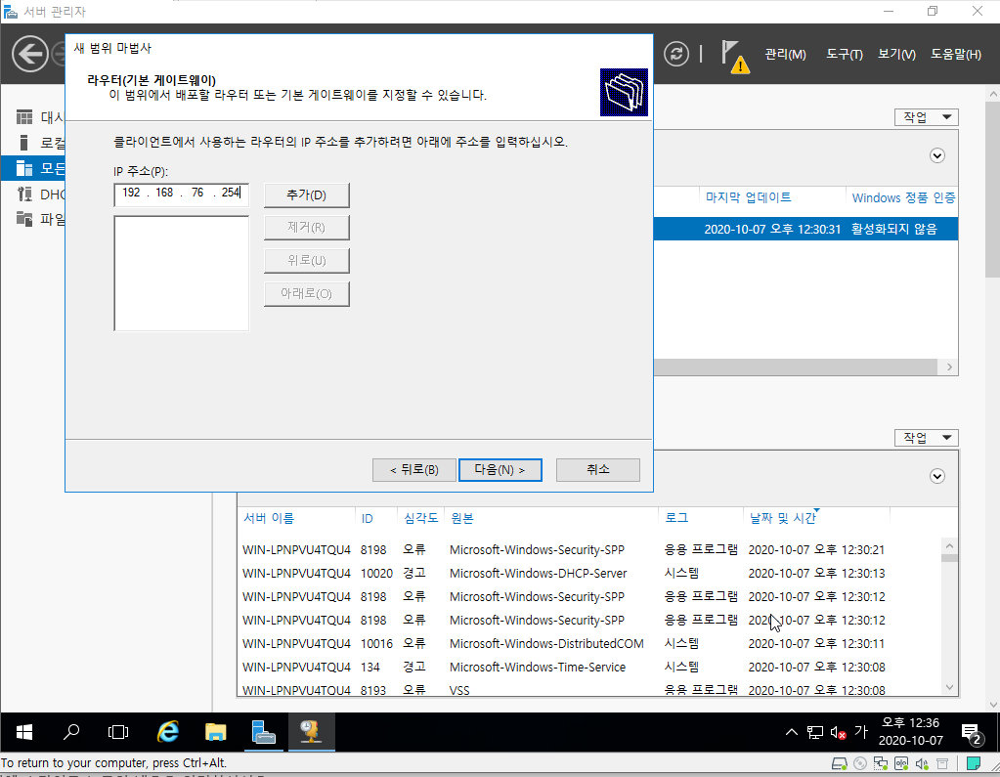 서버 관리자
새 범위 마법사
라우터(기본 게이트웨이)
이 범위에서 배포할 라우터 또는 기본 게이트웨이를 지정할 수 있습니다.
관리(M) 도구(T) 보기(V) 도움말(H)
클라이언트에서 사용하는 라우터의 IP 주소를 추가하려면 아래에 주소를 입력하십시오.
IP 주소(P):
192 . 168 . 76 . 254
추가(D)
제거(R)
위로(U)
아래로(O)
< 뒤로(B) 다음(N) > 취소
대시
로컬
모든
DHC
파일
작업
마지막 업데이트 Windows 정품 인증
2020-10-07 오후 12:30:31 활성화되지 않음
작업
서버 이름 ID 심각도 원본 로그 날짜 및 시간
WIN-LPNPVU4TQU4 8198 오류 Microsoft-Windows-Security-SPP 응용 프로그램 2020-10-07 오후 12:30:21
WIN-LPNPVU4TQU4 10020 경고 Microsoft-Windows-DHCP-Server 시스템 2020-10-07 오후 12:30:13
WIN-LPNPVU4TQU4 8198 오류 Microsoft-Windows-Security-SPP 응용 프로그램 2020-10-07 오후 12:30:12
WIN-LPNPVU4TQU4 8198 오류 Microsoft-Windows-Security-SPP 응용 프로그램 2020-10-07 오후 12:30:12
WIN-LPNPVU4TQU4 10016 오류 Microsoft-Windows-DistributedCOM 시스템 2020-10-07 오후 12:30:11
WIN-LPNPVU4TQU4 134 경고 Microsoft-Windows-Time-Service 시스템 2020-10-07 오후 12:30:08
WIN-LPNPVU4TQU4 8193 오류 VSS 응용 프로그램 2020-10-07 오후 12:30:08
가
오후 12:36
2020-10-07
2
To return to your computer, press Ctrl+Alt.